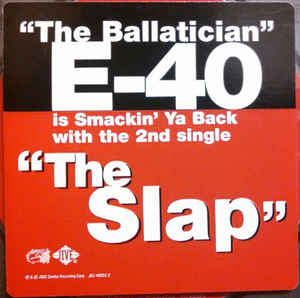 “The Ballatician”
E-40
is Smackin’ Ya Back
with the 2nd single
“The
Slap”
JIVE